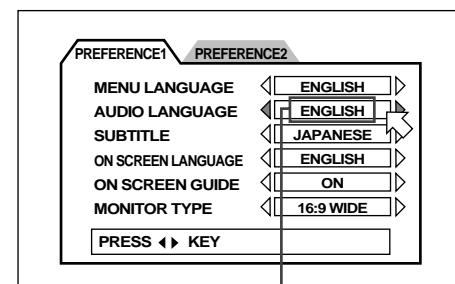 PREFERENCE1 PREFERENCE2
MENU LANGUAGE ENGLISH
AUDIO LANGUAGE ENGLISH
SUBTITLE JAPANESE
ON SCREEN LANGUAGE ENGLISH
ON SCREEN GUIDE ON
MONITOR TYPE 16:9 WIDE
PRESS ◀▶ KEY